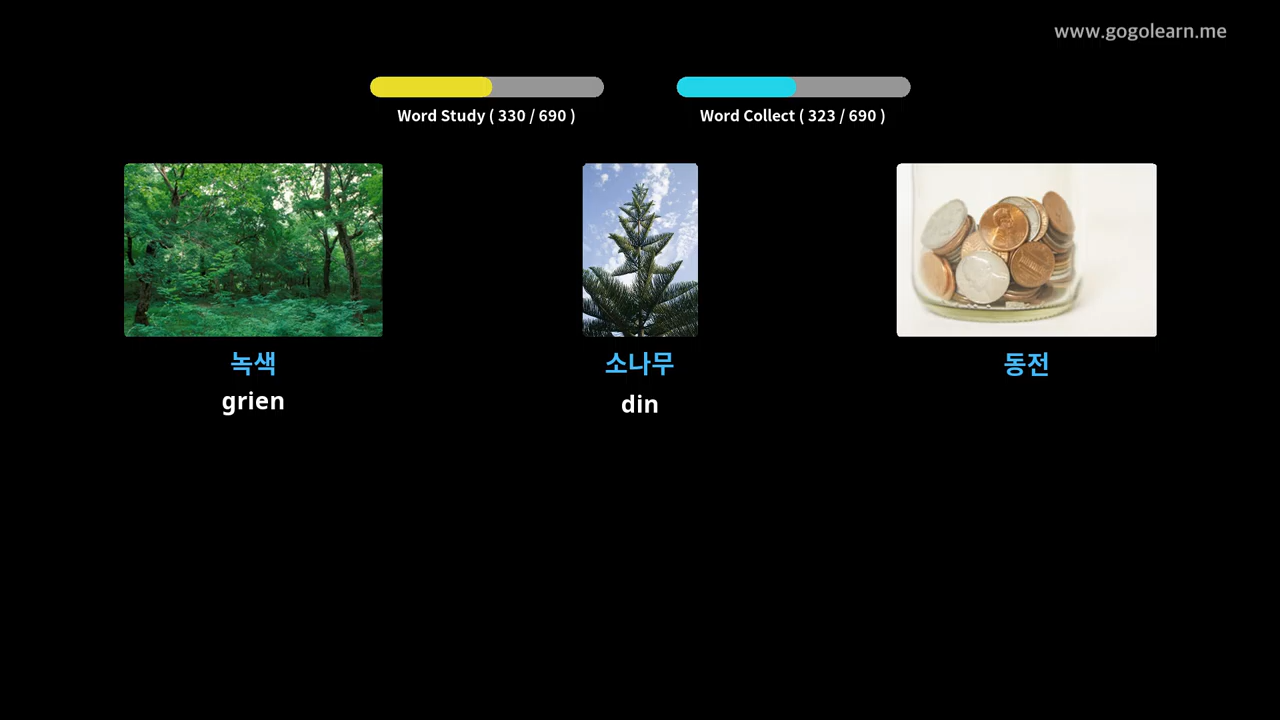 www.gogolearn.me
Word Study ( 330 / 690 )
Word Collect ( 323 / 690 )
녹색
소나무
동전
grien
din